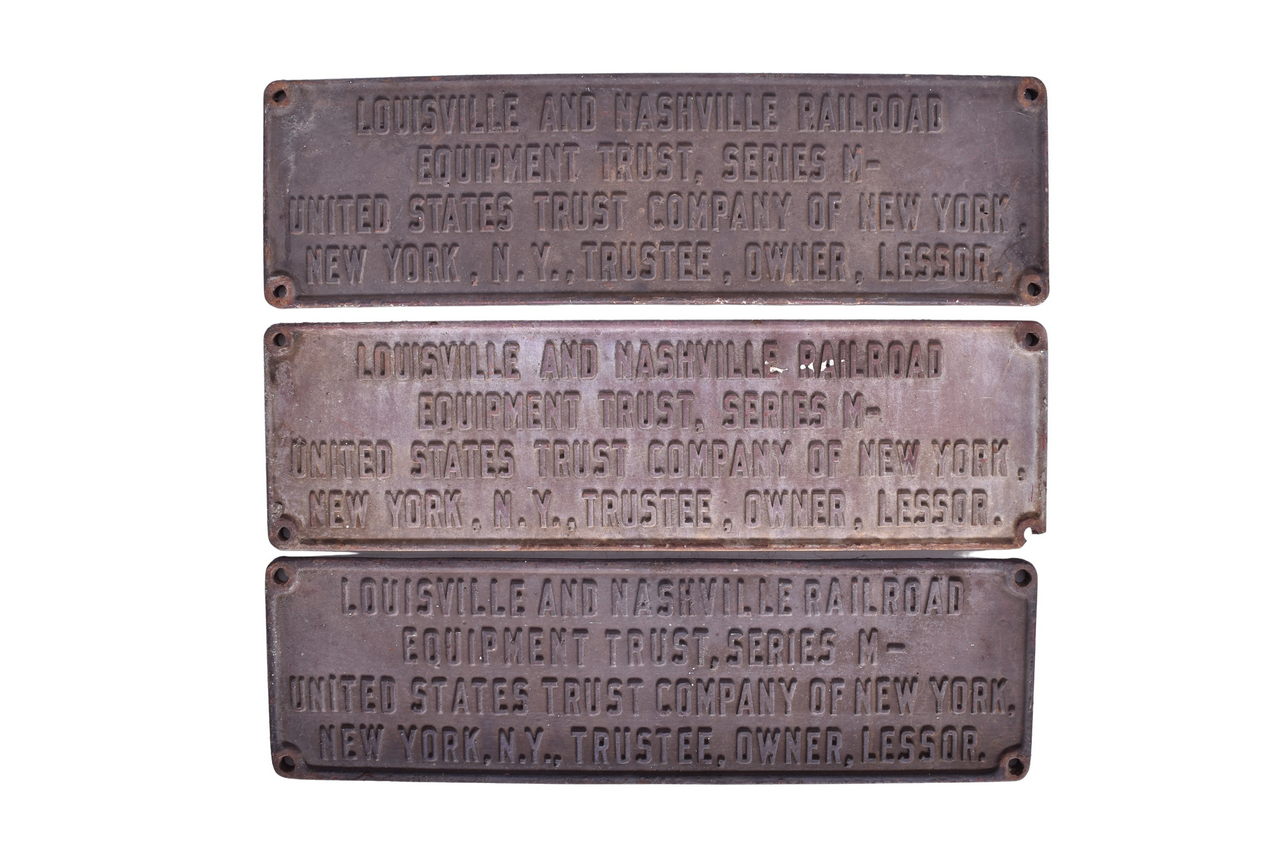 LOUISVILLE AND NASHVILLE RAILROAD
EQUIPMENT TRUST, SERIES M-
UNITED STATES TRUST COMPANY OF NEW YORK,
NEW YORK, N.Y., TRUSTEE, OWNER, LESSOR.
LOUISVILLE AND NASHVILLE RAILROAD
EQUIPMENT TRUST, SERIES M-
UNITED STATES TRUST COMPANY OF NEW YORK,
NEW YORK, N.Y., TRUSTEE, OWNER, LESSOR.
LOUISVILLE AND NASHVILLE RAILROAD
EQUIPMENT TRUST, SERIES M-
UNITED STATES TRUST COMPANY OF NEW YORK,
NEW YORK, N.Y., TRUSTEE, OWNER, LESSOR.